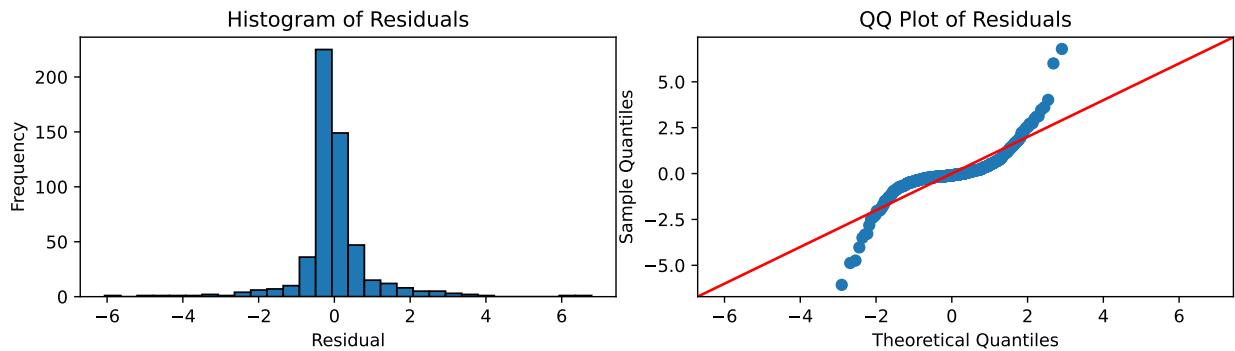 Histogram of Residuals
Frequency
200
150
100
50
0
−6 −4 −2 0 2 4 6
Residual
QQ Plot of Residuals
Sample Quantiles
5.0
2.5
0.0
−2.5
−5.0
−6 −4 −2 0 2 4 6
Theoretical Quantiles